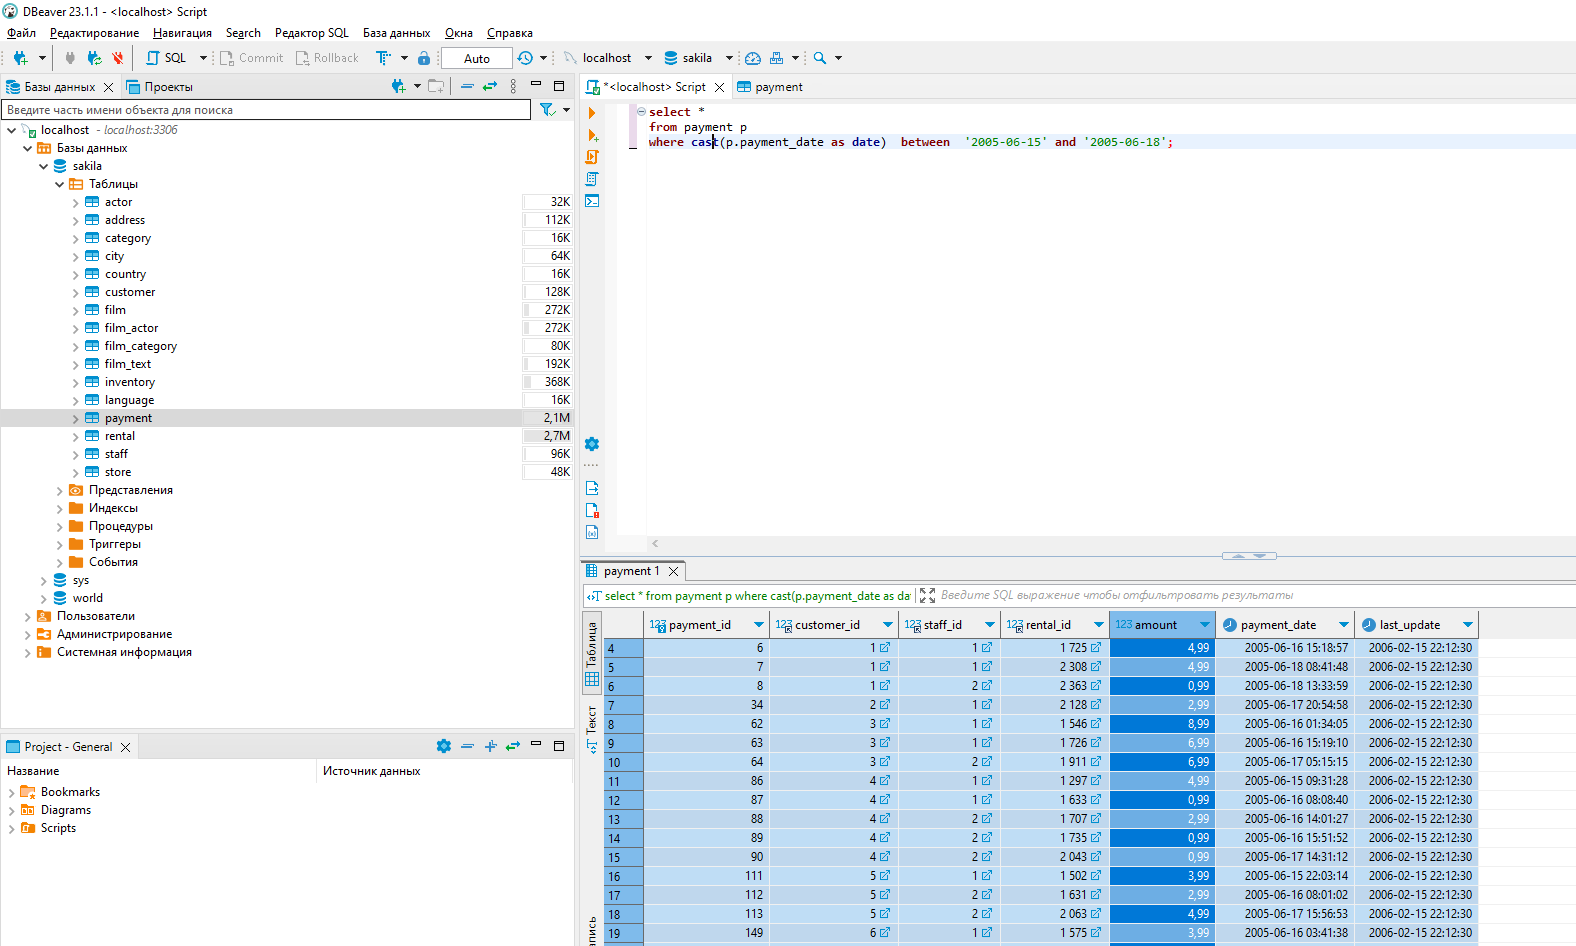 DBeaver 23.1.1 - <localhost> Script
Файл Редактирование Навигация Search Редактор SQL База данных Окна Справка
SQL Commit Rollback Auto localhost sakila
Базы данных Проекты
Введите часть имени объекта для поиска
localhost - localhost:3306
Базы данных
sakila
Таблицы
actor 32K
address 112K
category 16K
city 64K
country 16K
customer 128K
film 272K
film_actor 272K
film_category 80K
film_text 192K
inventory 368K
language 16K
payment 2,1M
rental 2,7M
staff 96K
store 48K
Представления
Индексы
Процедуры
Триггеры
События
sys
world
Пользователи
Администрирование
Системная информация
Project - General
Название Источник данных
Bookmarks
Diagrams
Scripts
*<localhost> Script payment
select *
from payment p
where cast(p.payment_date as date)  between  '2005-06-15' and '2005-06-18';
payment 1
select * from payment p where cast(p.payment_date as da Введите SQL выражение чтобы отфильтровать результаты
Таблица
Текст
123 payment_id 123 customer_id 123 staff_id 123 rental_id 123 amount payment_date last_update
4 6 1 1 1 725 4,99 2005-06-16 15:18:57 2006-02-15 22:12:30
5 7 1 1 2 308 4,99 2005-06-18 08:41:48 2006-02-15 22:12:30
6 8 1 2 2 363 0,99 2005-06-18 13:33:59 2006-02-15 22:12:30
7 34 2 1 2 128 2,99 2005-06-17 20:54:58 2006-02-15 22:12:30
8 62 3 1 1 546 8,99 2005-06-16 01:34:05 2006-02-15 22:12:30
9 63 3 1 1 726 6,99 2005-06-16 15:19:10 2006-02-15 22:12:30
10 64 3 2 1 911 6,99 2005-06-17 05:15:15 2006-02-15 22:12:30
11 86 4 1 1 297 4,99 2005-06-15 09:31:28 2006-02-15 22:12:30
12 87 4 1 1 633 0,99 2005-06-16 08:08:40 2006-02-15 22:12:30
13 88 4 2 1 707 2,99 2005-06-16 14:01:27 2006-02-15 22:12:30
14 89 4 2 1 735 0,99 2005-06-16 15:51:52 2006-02-15 22:12:30
15 90 4 2 2 043 0,99 2005-06-17 14:31:12 2006-02-15 22:12:30
16 111 5 1 1 502 3,99 2005-06-15 22:03:14 2006-02-15 22:12:30
17 112 5 2 1 631 2,99 2005-06-16 08:01:02 2006-02-15 22:12:30
18 113 5 2 2 063 4,99 2005-06-17 15:56:53 2006-02-15 22:12:30
19 149 6 1 1 575 3,99 2005-06-16 03:41:38 2006-02-15 22:12:30